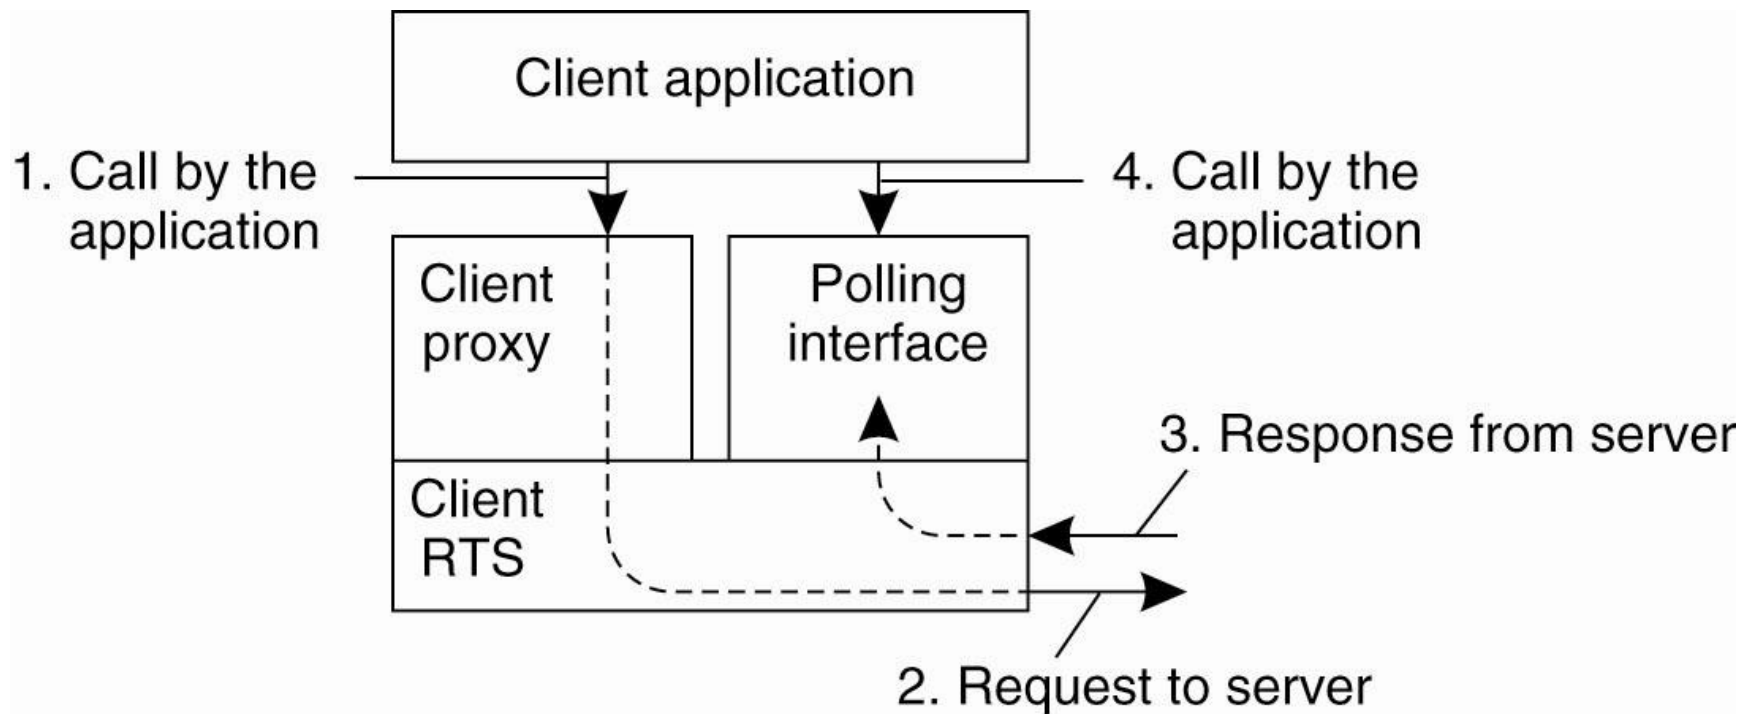 Client application
1. Call by the
application
4. Call by the
application
Client
proxy
Polling
interface
3. Response from server
Client
RTS
2. Request to server